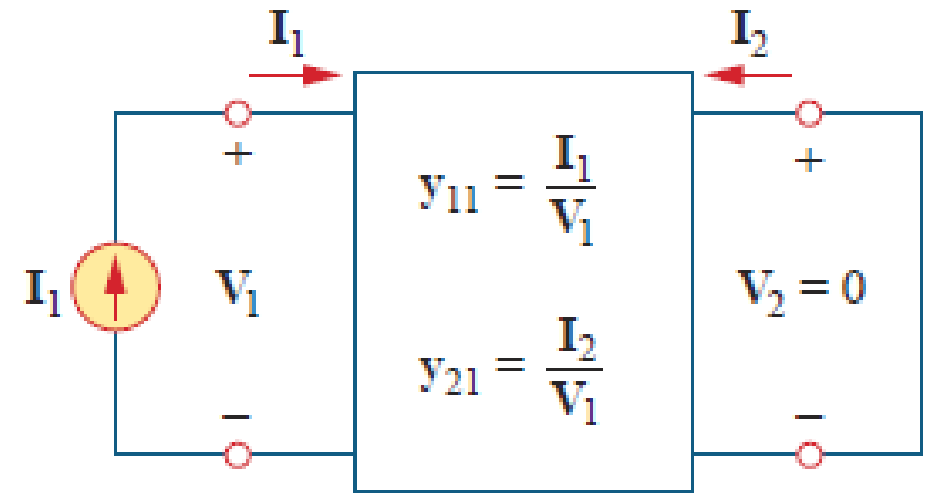 I₁ I₂
+ +
y₁₁ = I₁/V₁
I₁ V₁ V₂ = 0
y₂₁ = I₂/V₁
− −